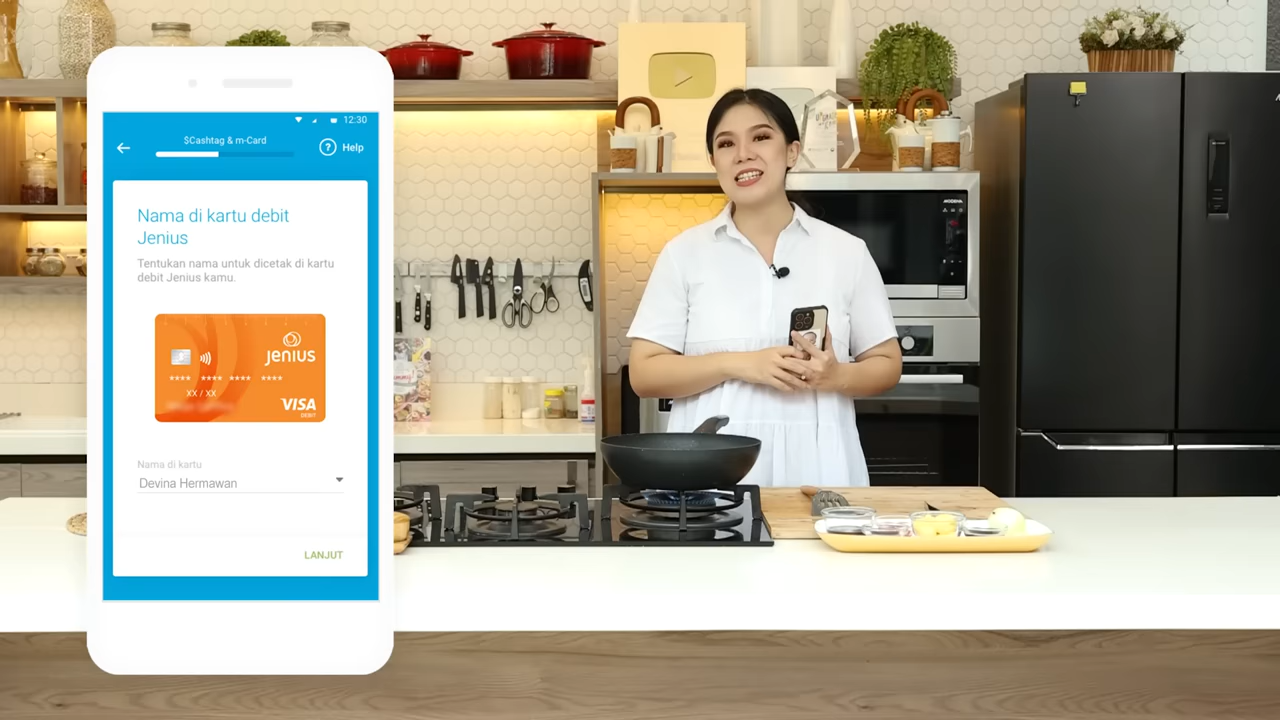 12:30
$Cashtag & m-Card
? Help
Nama di kartu debit
Jenius
Tentukan nama untuk dicetak di kartu
debit Jenius kamu.
Jenius
**** **** **** ****
XX / XX
VISA
DEBIT
Nama di kartu
Devina Hermawan
LANJUT
MODENA